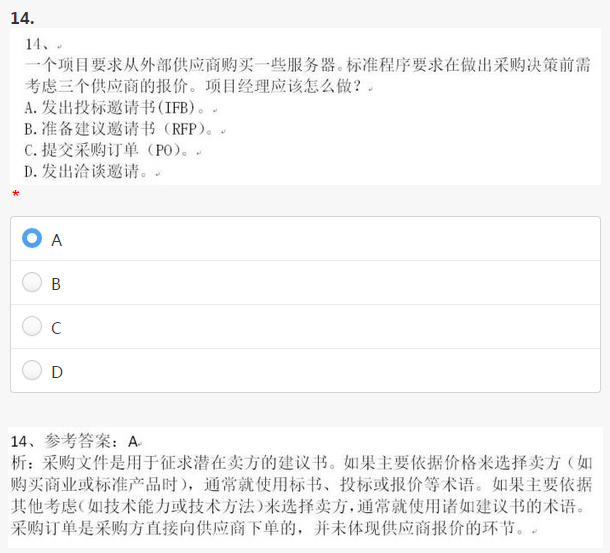 14.
14、
一个项目要求从外部供应商购买一些服务器。标准程序要求在做出采购决策前需
考虑三个供应商的报价。项目经理应该怎么做？
A.发出投标邀请书(IFB)。
B.准备建议邀请书（RFP）。
C.提交采购订单（PO）。
D.发出洽谈邀请。
*
A
B
C
D
14、参考答案：A
析：采购文件是用于征求潜在卖方的建议书。如果主要依据价格来选择卖方（如
购买商业或标准产品时），通常就使用标书、投标或报价等术语。如果主要依据
其他考虑(如技术能力或技术方法)来选择卖方,通常就使用诸如建议书的术语。
采购订单是采购方直接向供应商下单的，并未体现供应商报价的环节。